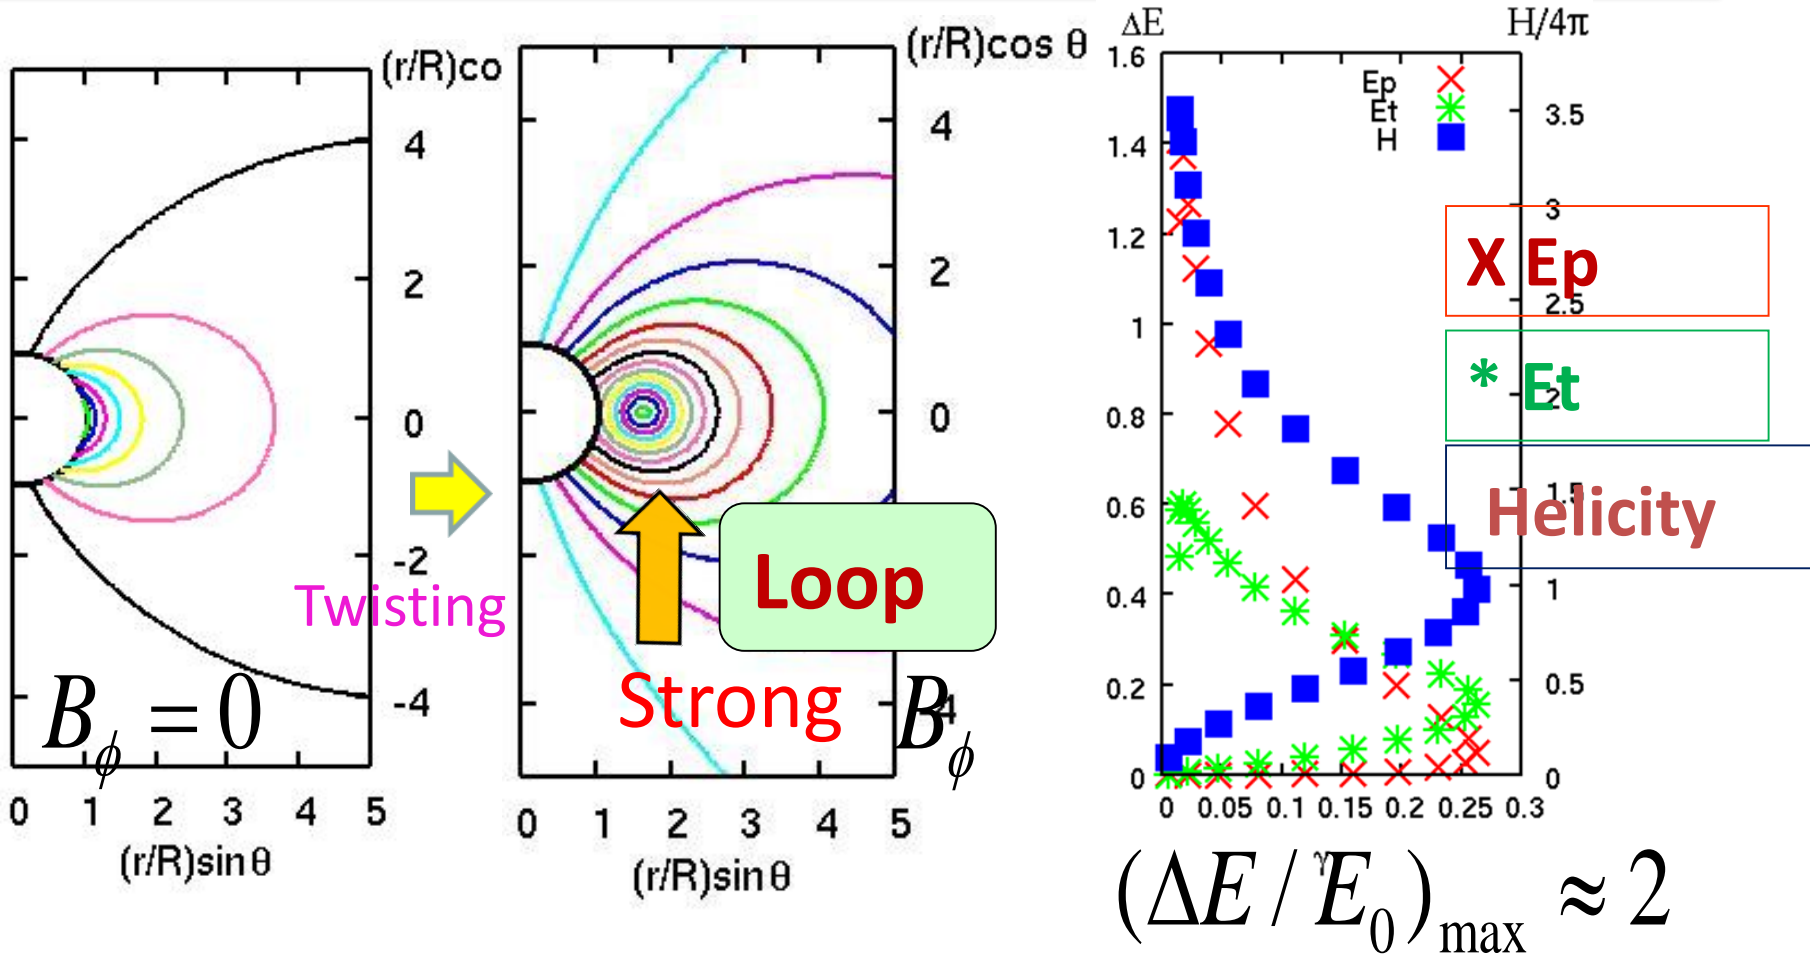 (r/R)co
4
2
0
-2
-4
0 1 2 3 4 5
(r/R)sinθ
Bϕ = 0
Twisting
(r/R)cos θ
4
2
0
4
0 1 2 3 4 5
(r/R)sinθ
Loop
Strong
Bϕ
ΔE
H/4π
1.6
1.4
1.2
1
0.8
0.6
0.4
0.2
0
Ep
Et
H
3.5
3
2.5
2
1.5
1
0.5
0
X Ep
* Et
Helicity
0 0.05 0.1 0.15 0.2 0.25 0.3
γ
(ΔE / E₀)max ≈ 2